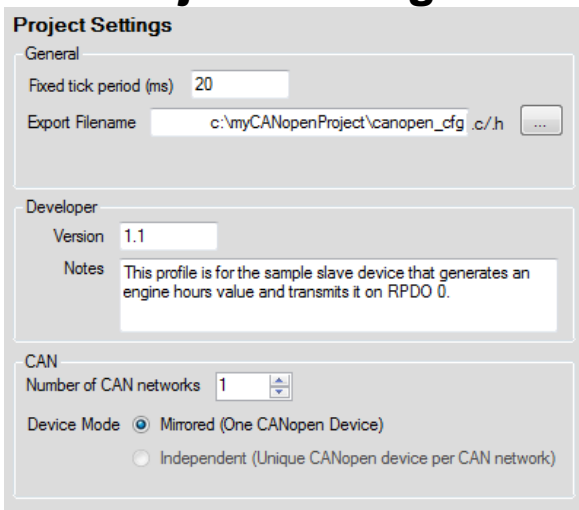 Project Settings
General
Fixed tick period (ms) 20
Export Filename c:\myCANopenProject\canopen_cfg .c/.h ...
Developer
Version 1.1
Notes This profile is for the sample slave device that generates an
engine hours value and transmits it on RPDO 0.
CAN
Number of CAN networks 1
Device Mode Mirrored (One CANopen Device)
Independent (Unique CANopen device per CAN network)